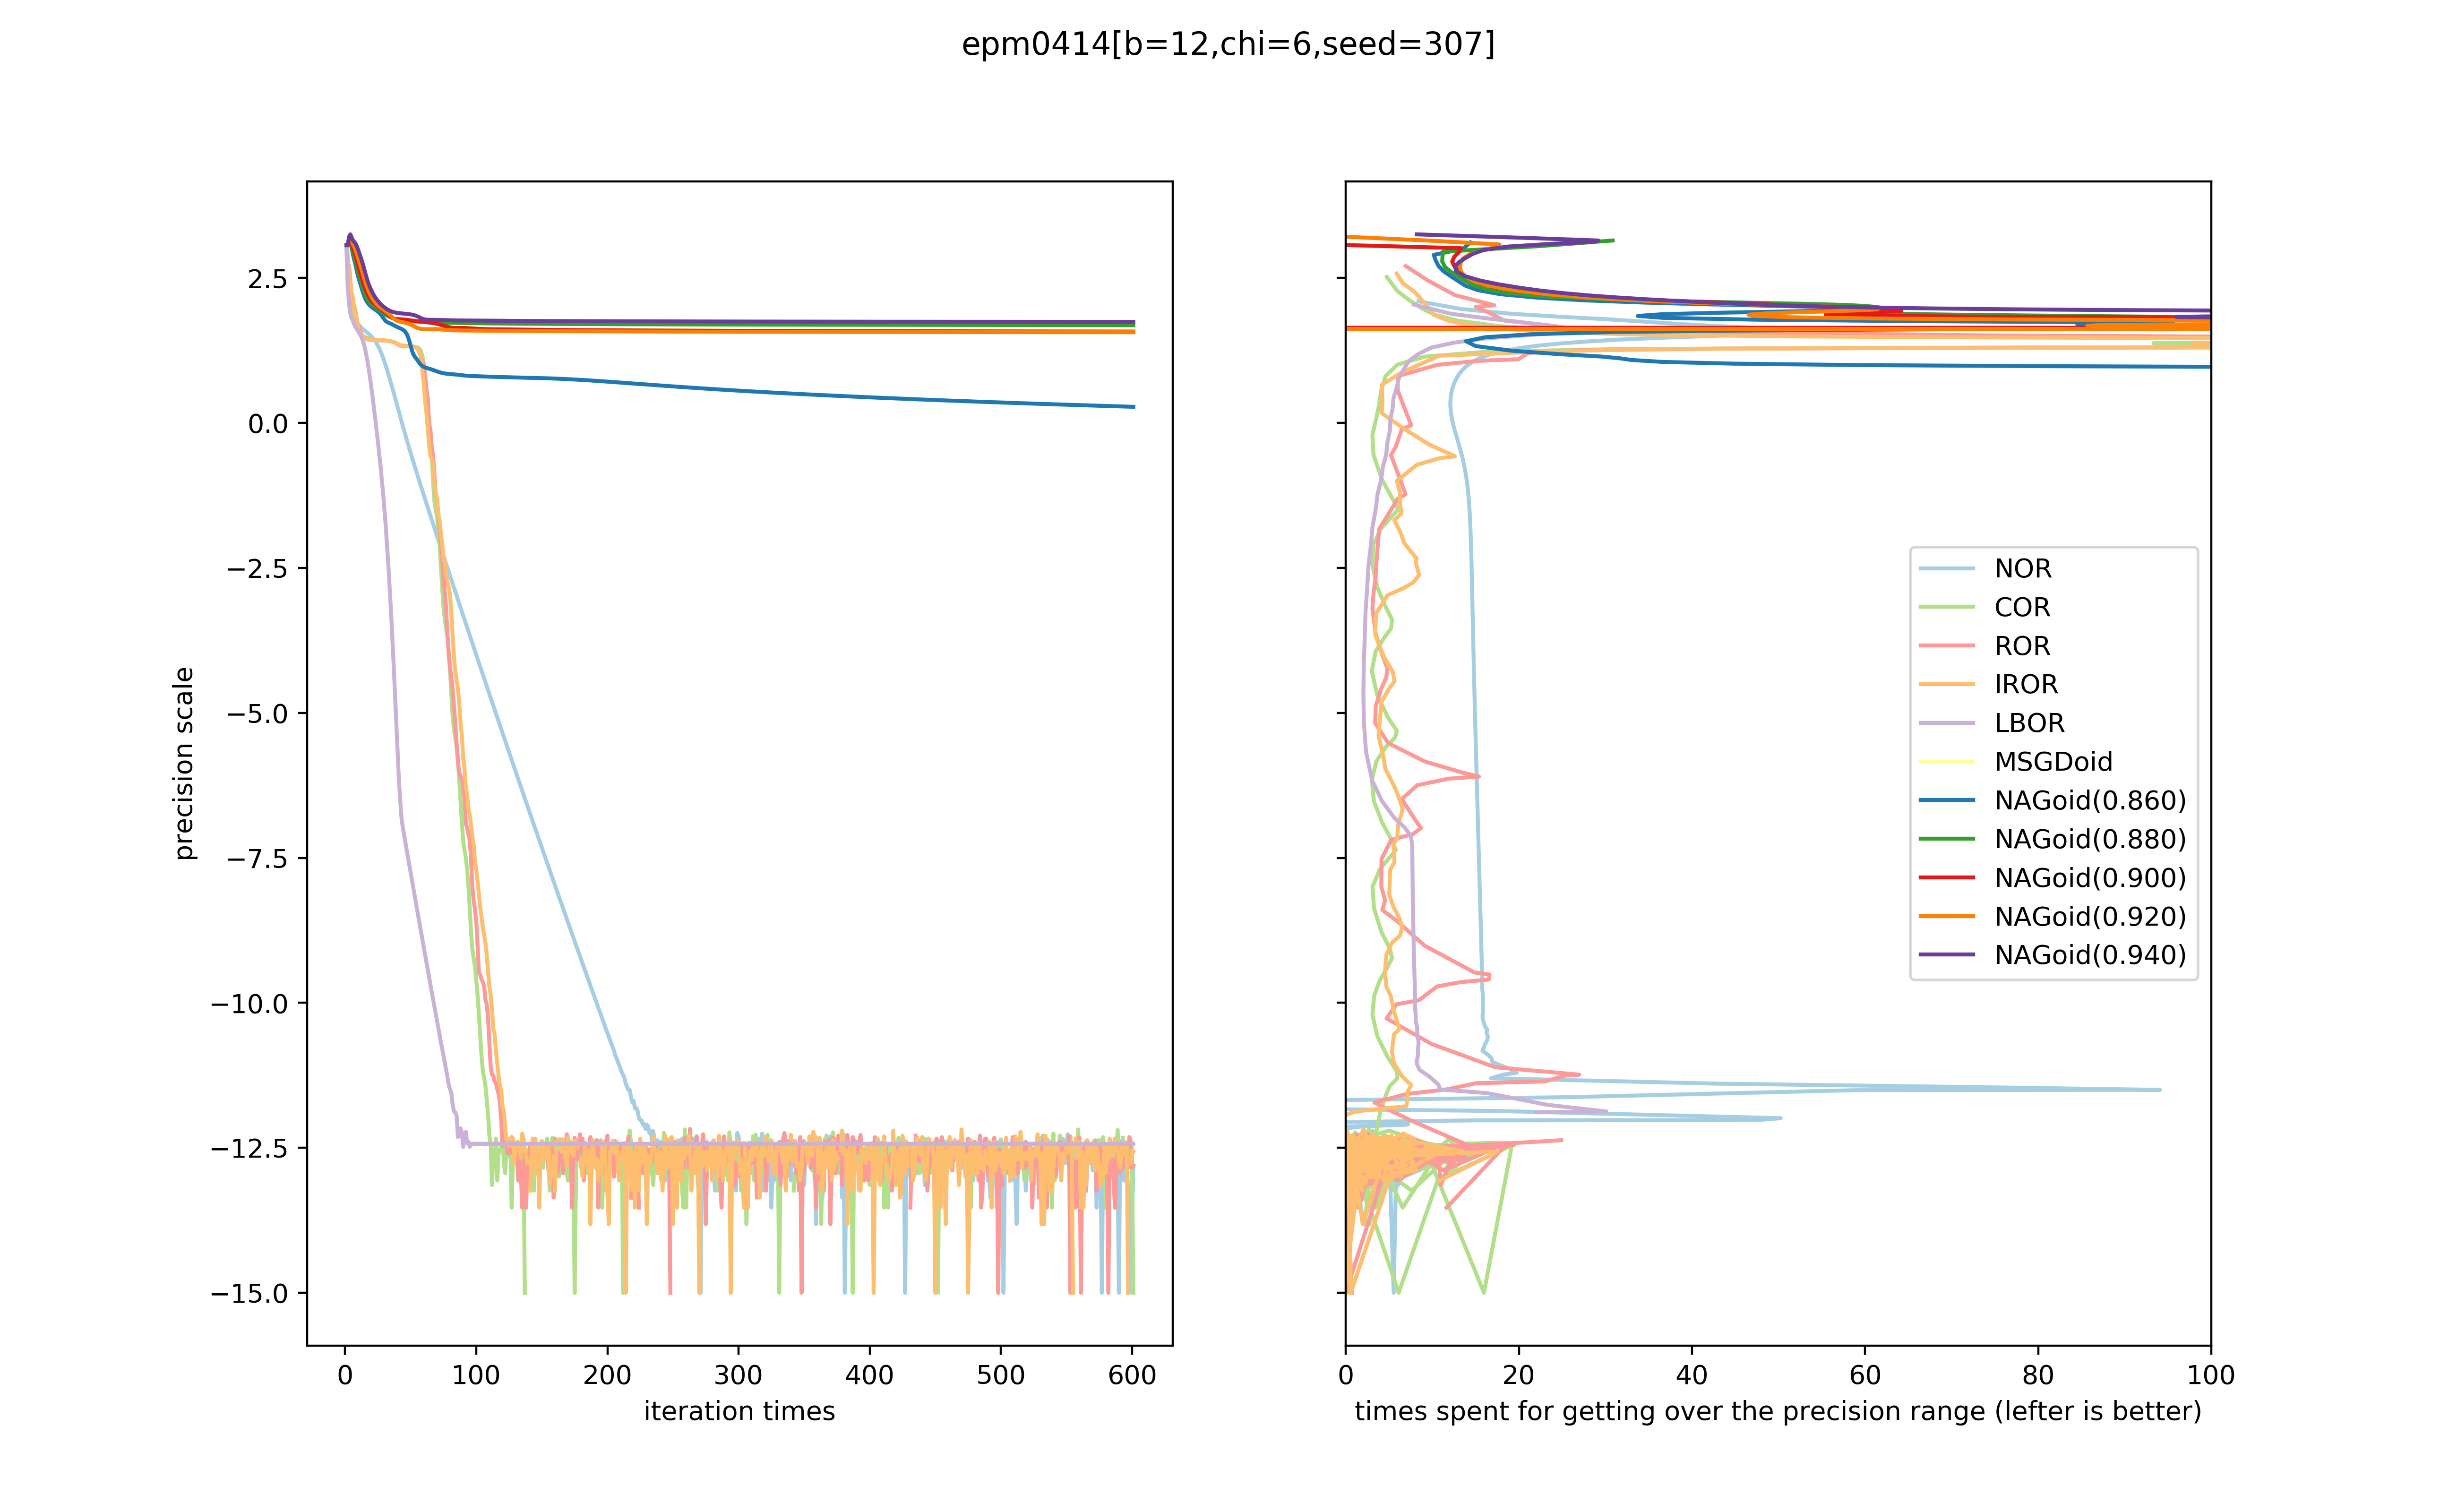 epm0414[b=12,chi=6,seed=307]
precision scale
2.5
0.0
−2.5
−5.0
−7.5
−10.0
−12.5
−15.0
0 100 200 300 400 500 600
iteration times
0 20 40 60 80 100
times spent for getting over the precision range (lefter is better)
NOR
COR
ROR
IROR
LBOR
MSGDoid
NAGoid(0.860)
NAGoid(0.880)
NAGoid(0.900)
NAGoid(0.920)
NAGoid(0.940)